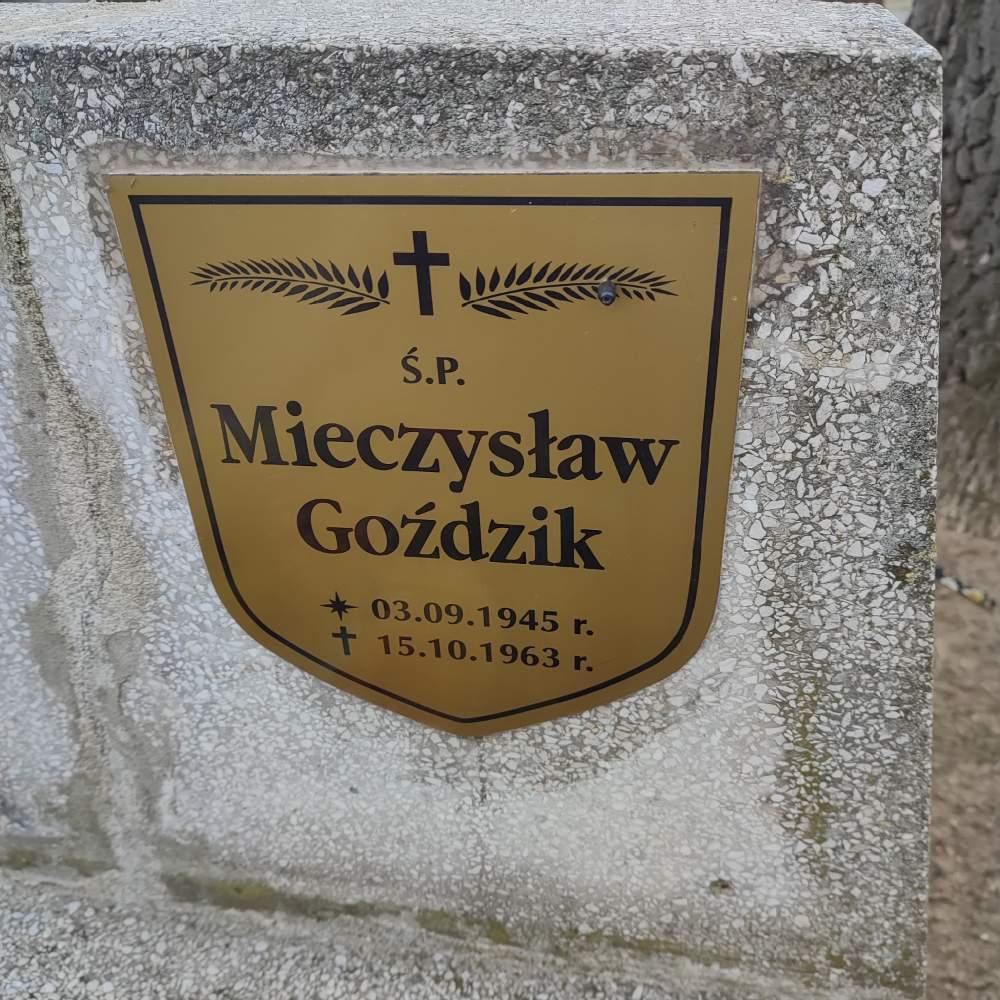 Ś.P.
Mieczysław
Goździk
03.09.1945 r.
15.10.1963 r.